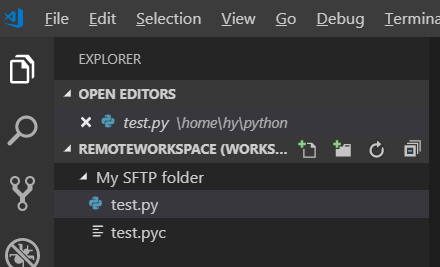 File Edit Selection View Go Debug Termina
EXPLORER
OPEN EDITORS
test.py \home\hy\python
REMOTEWORKSPACE (WORKS...
My SFTP folder
test.py
test.pyc